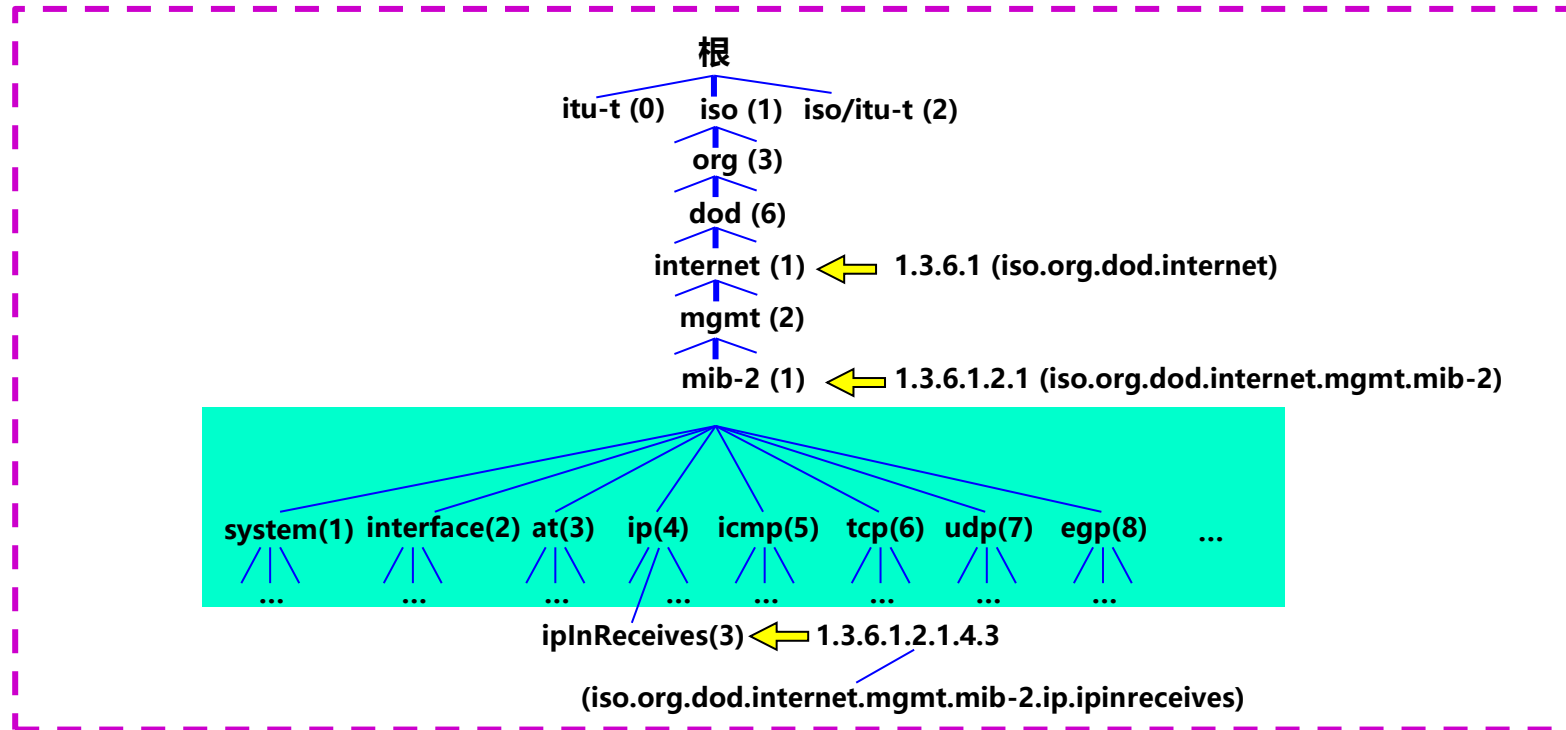 根
itu-t (0) iso (1) iso/itu-t (2)
org (3)
dod (6)
internet (1) 1.3.6.1 (iso.org.dod.internet)
mgmt (2)
mib-2 (1) 1.3.6.1.2.1 (iso.org.dod.internet.mgmt.mib-2)
system(1) interface(2) at(3) ip(4) icmp(5) tcp(6) udp(7) egp(8) ...
... ... ... ... ... ... ... ...
ipInReceives(3) 1.3.6.1.2.1.4.3
(iso.org.dod.internet.mgmt.mib-2.ip.ipinreceives)